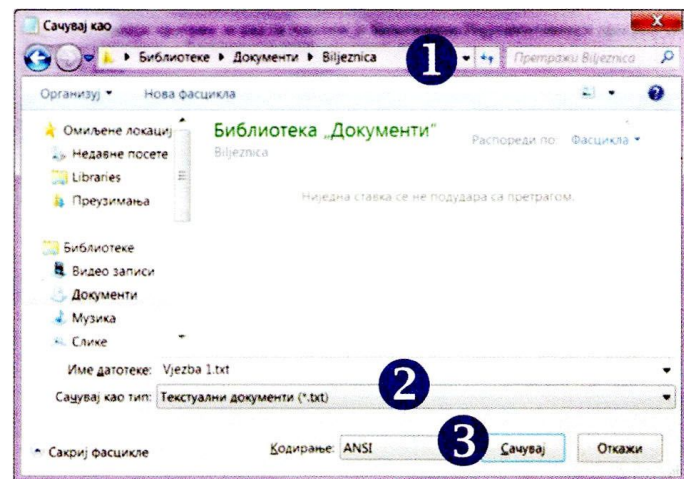 Сачувај као
Библиотеке ▸ Документи ▸ Biljeznica
1
Претражи Biljeznica
Организуј
Нова фасцикла
Омиљене локациј
Недавне посете
Libraries
Преузимања
Библиотеке
Видео записи
Документи
Музика
Слике
Библиотека „Документи“
Biljeznica
Распореди по: Фасцикла
Ниједна ставка се не подудара са претрагом.
Име датотеке: Vjezba 1.txt
2
Сачувај као тип: Текстуални документи (*.txt)
Сакриј фасцикле
Кодирање: ANSI
3
Сачувај
Откажи